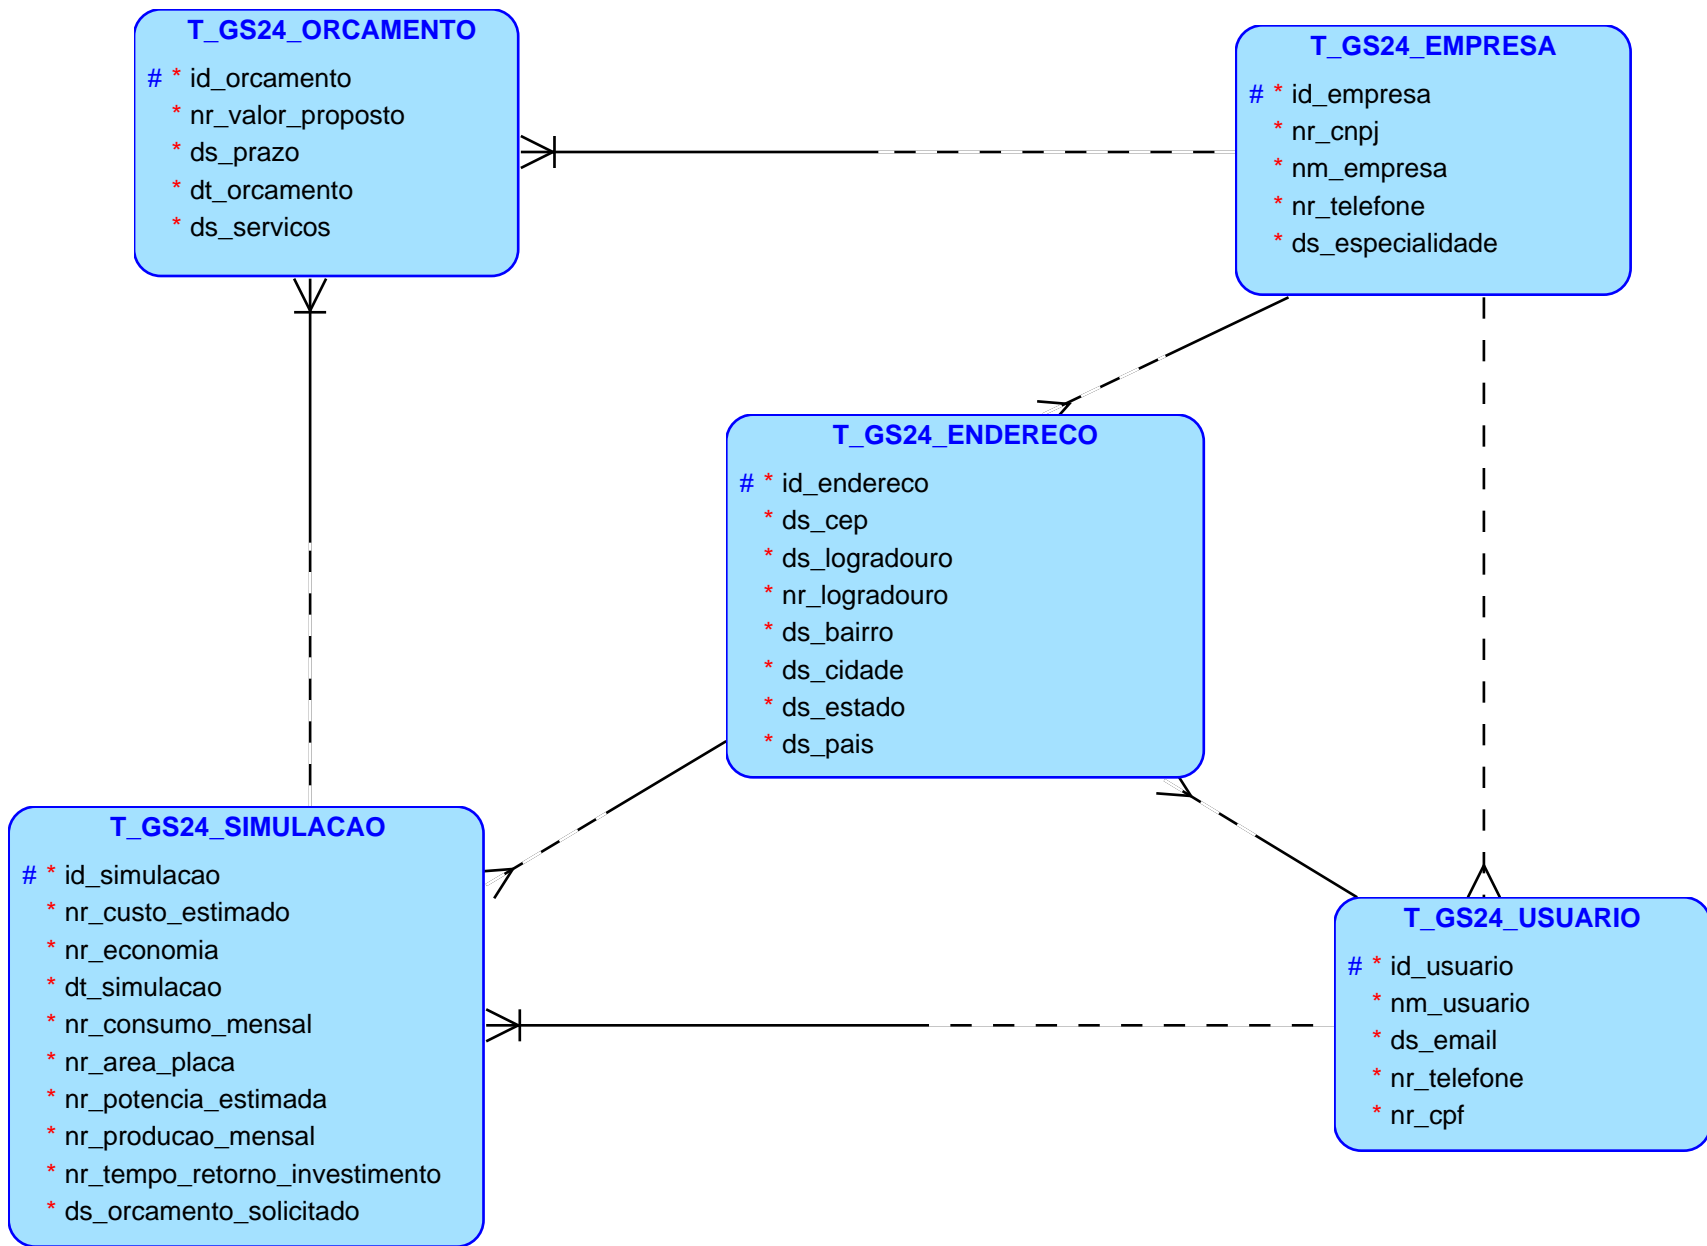 T_GS24_ORCAMENTO
# * id_orcamento
* nr_valor_proposto
* ds_prazo
* dt_orcamento
* ds_servicos
T_GS24_EMPRESA
# * id_empresa
* nr_cnpj
* nm_empresa
* nr_telefone
* ds_especialidade
T_GS24_ENDERECO
# * id_endereco
* ds_cep
* ds_logradouro
* nr_logradouro
* ds_bairro
* ds_cidade
* ds_estado
* ds_pais
T_GS24_SIMULACAO
# * id_simulacao
* nr_custo_estimado
* nr_economia
* dt_simulacao
* nr_consumo_mensal
* nr_area_placa
* nr_potencia_estimada
* nr_producao_mensal
* nr_tempo_retorno_investimento
* ds_orcamento_solicitado
T_GS24_USUARIO
# * id_usuario
* nm_usuario
* ds_email
* nr_telefone
* nr_cpf